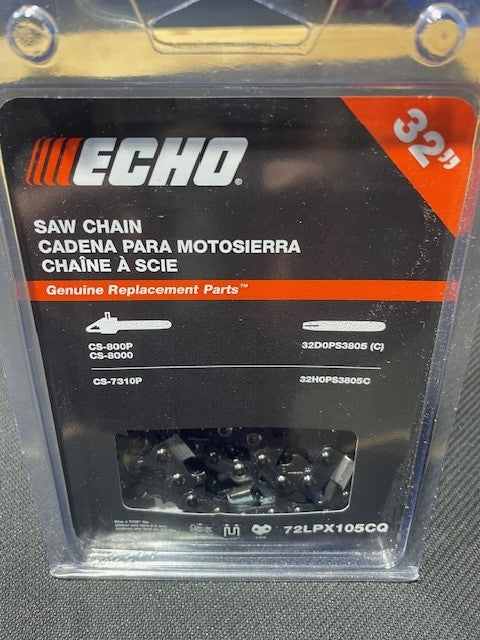 32"
ECHO®
SAW CHAIN
CADENA PARA MOTOSIERRA
CHAÎNE À SCIE
Genuine Replacement Parts™
CS-800P
CS-8000
32D0PS3805 (C)
CS-7310P
32H0PS3805C
72LPX105CQ